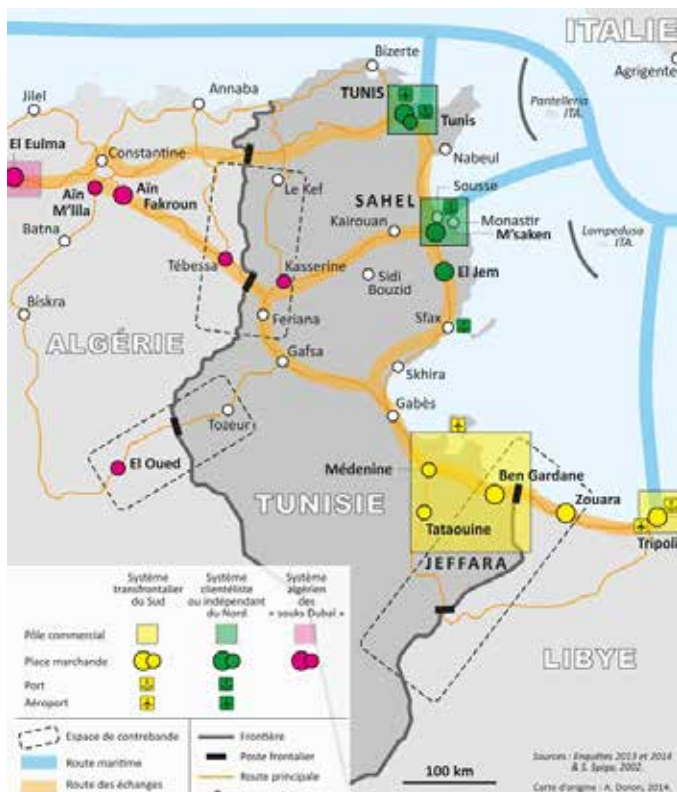 ITALIE
Bizerte
Agrigente
Jilel
Annaba
TUNIS
Pantelleria
ITA.
Tunis
El Eulma
Constantine
Nabeul
Aïn
M'lila
Aïn
Fakroun
Le Kef
SAHEL
Sousse
Batna
Kairouan
Monastir
M'saken
Lampedusa
ITA.
Tébessa
Kasserine
Sidi
Bouzid
El Jem
Biskra
ALGÉRIE
Feriana
Sfax
Gafsa
Skhira
Gabès
Tozeur
El Oued
Médenine
Ben Gardane
TUNISIE
Zouara
Tataouine
Tripoli
JEFFARA
LIBYE
Système
transfrontalier
du Sud
Système
clientéliste
ou indépendant
du Nord
Système
algérien
des
« souks Dubaï »
Pôle commercial
Place marchande
Port
Aéroport
Espace de contrebande
Route maritime
Route des échanges
Frontière
Poste frontalier
Route principale
100 km
Sources : Enquêtes 2013 et 2014
& S. Spiga, 2002.
Carte d'origine : A. Doron, 2014.